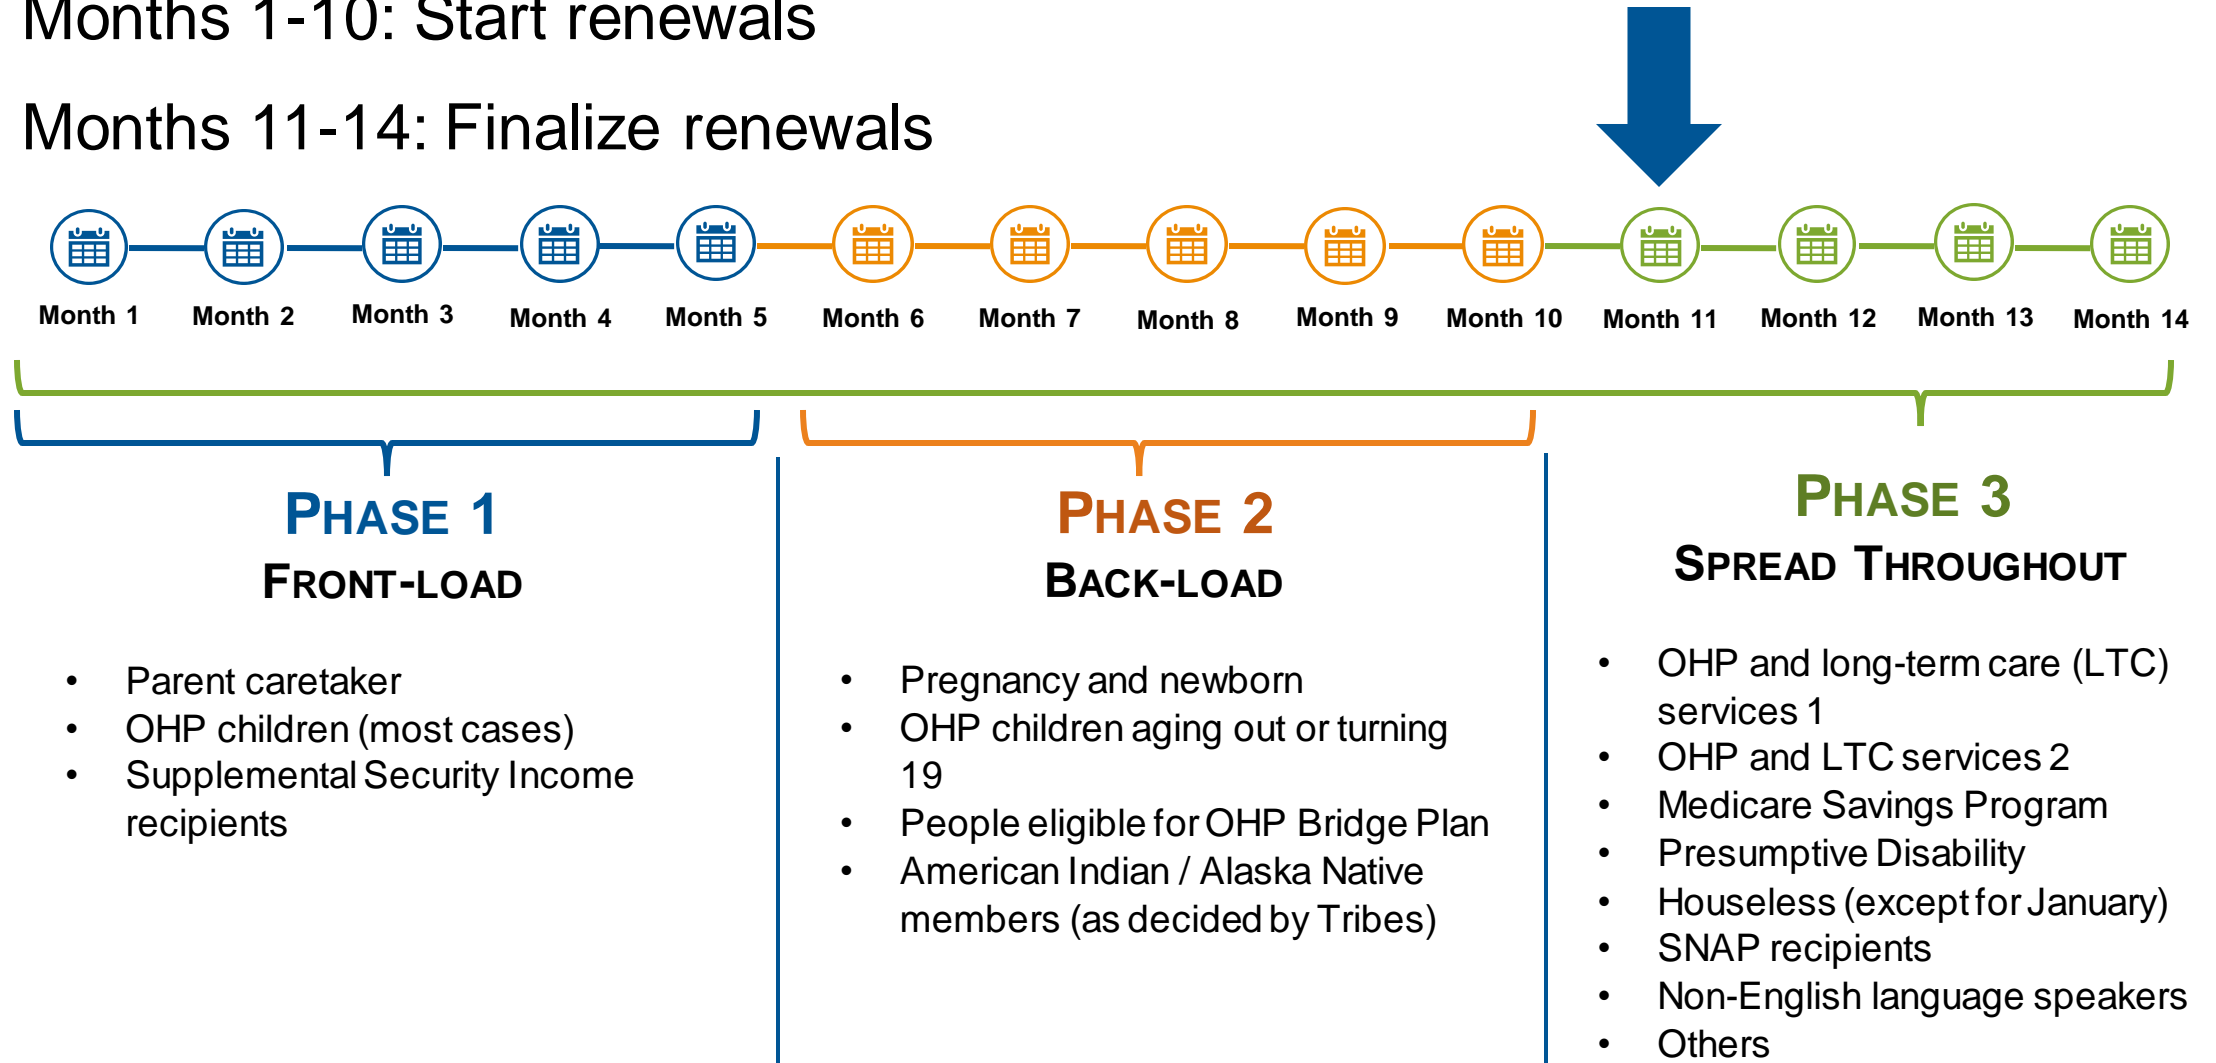 Months 1-10: Start renewals
Months 11-14: Finalize renewals
Month 1 Month 2 Month 3 Month 4 Month 5 Month 6 Month 7 Month 8 Month 9 Month 10 Month 11 Month 12 Month 13 Month 14
PHASE 1
FRONT-LOAD
• Parent caretaker
• OHP children (most cases)
• Supplemental Security Income
recipients
PHASE 2
BACK-LOAD
• Pregnancy and newborn
• OHP children aging out or turning
19
• People eligible for OHP Bridge Plan
• American Indian / Alaska Native
members (as decided by Tribes)
PHASE 3
SPREAD THROUGHOUT
• OHP and long-term care (LTC)
services 1
• OHP and LTC services 2
• Medicare Savings Program
• Presumptive Disability
• Houseless (except for January)
• SNAP recipients
• Non-English language speakers
• Others